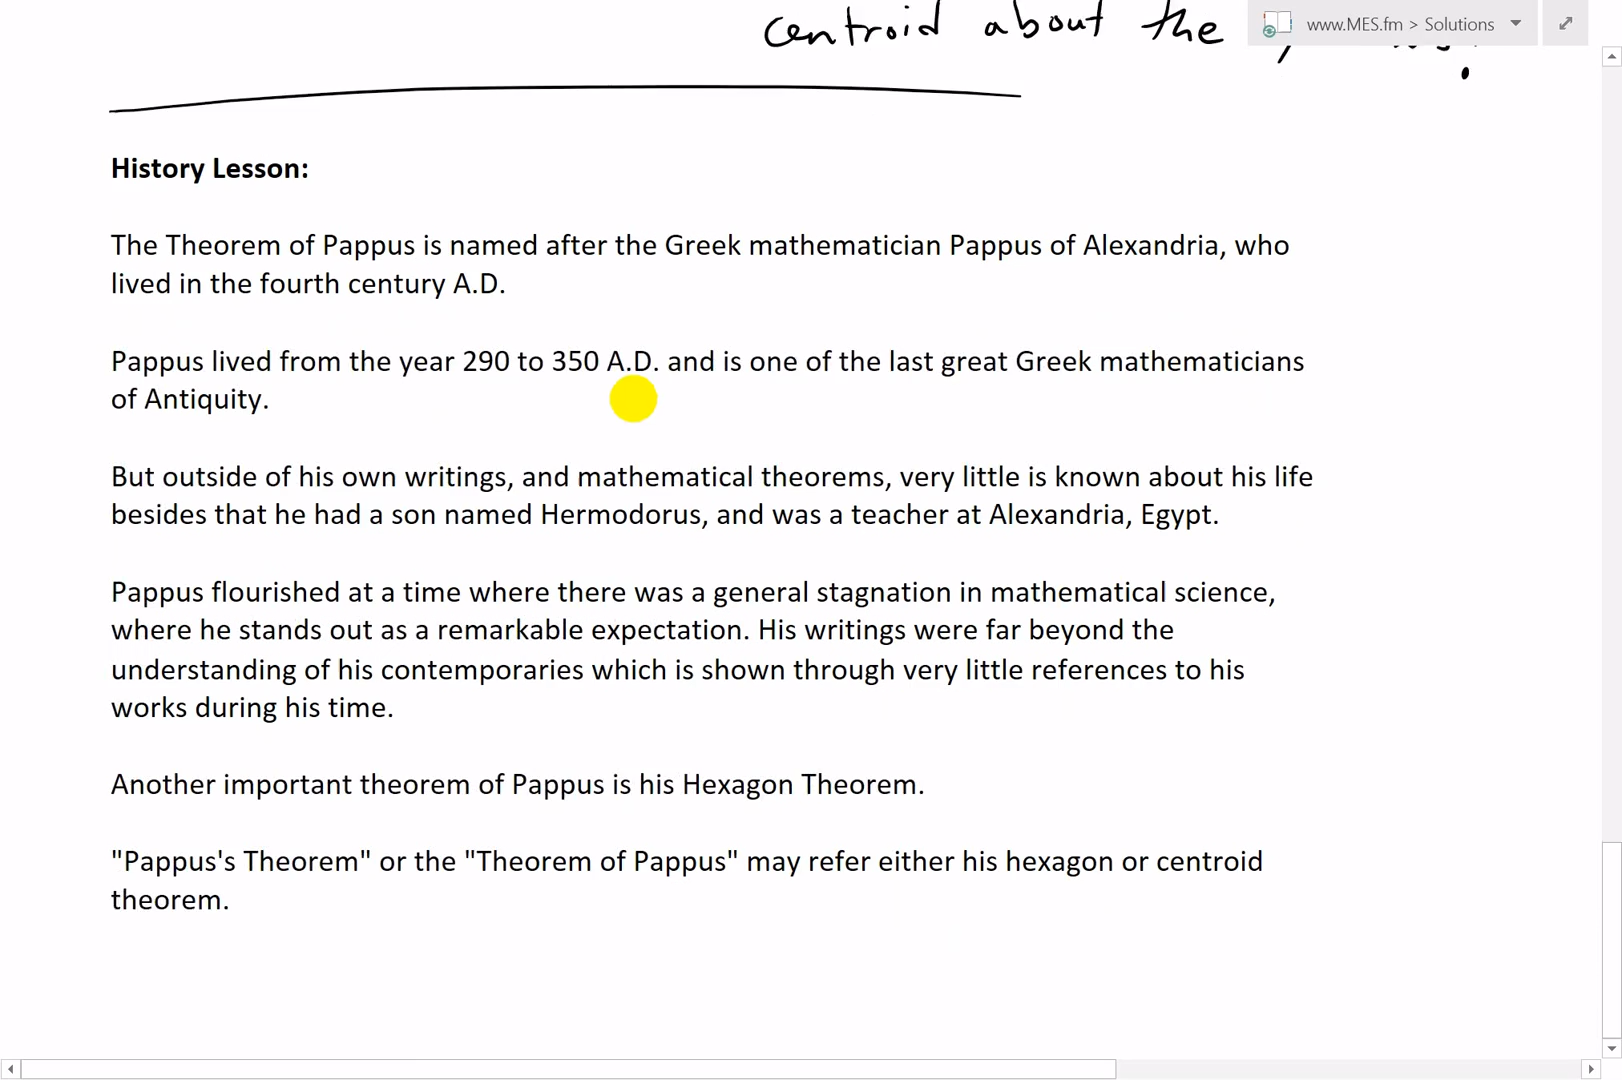 centroid about the
www.MES.fm > Solutions
History Lesson:
The Theorem of Pappus is named after the Greek mathematician Pappus of Alexandria, who
lived in the fourth century A.D.
Pappus lived from the year 290 to 350 A.D. and is one of the last great Greek mathematicians
of Antiquity.
But outside of his own writings, and mathematical theorems, very little is known about his life
besides that he had a son named Hermodorus, and was a teacher at Alexandria, Egypt.
Pappus flourished at a time where there was a general stagnation in mathematical science,
where he stands out as a remarkable expectation. His writings were far beyond the
understanding of his contemporaries which is shown through very little references to his
works during his time.
Another important theorem of Pappus is his Hexagon Theorem.
"Pappus's Theorem" or the "Theorem of Pappus" may refer either his hexagon or centroid
theorem.